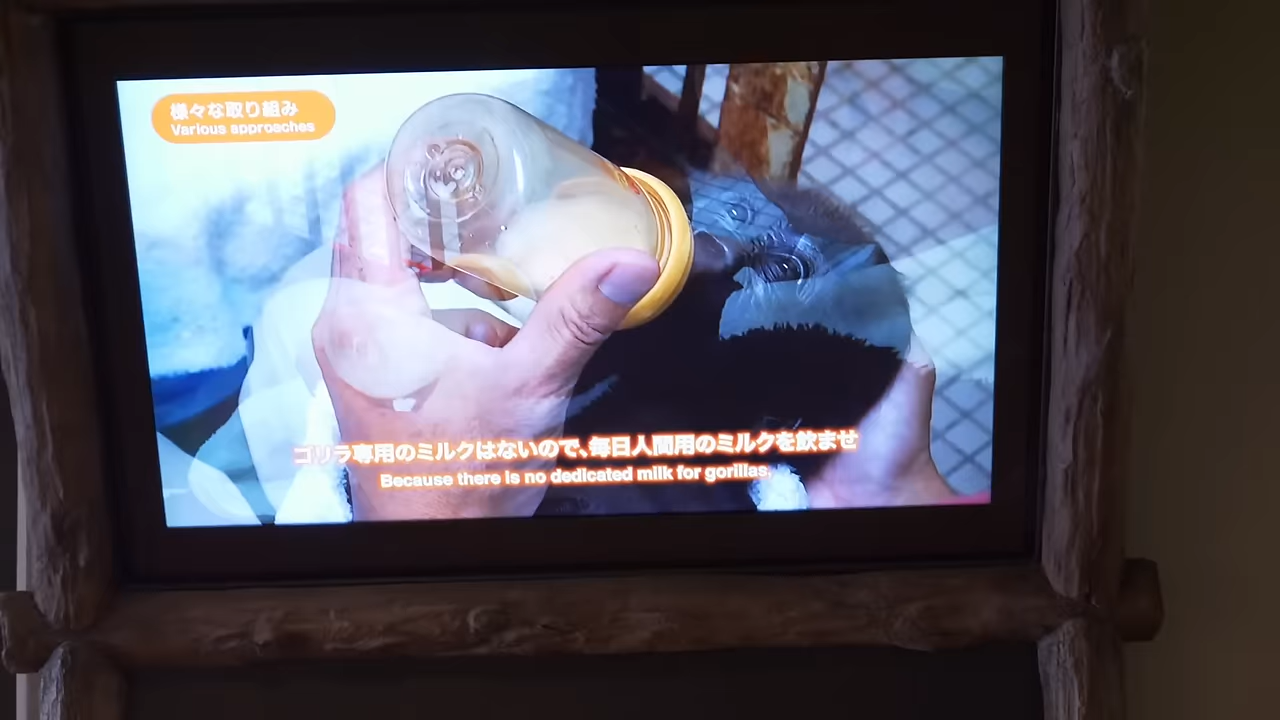 様々な取り組み
Various approaches
ゴリラ専用のミルクはないので、毎日人間用のミルクを飲ませ
Because there is no dedicated milk for gorillas,